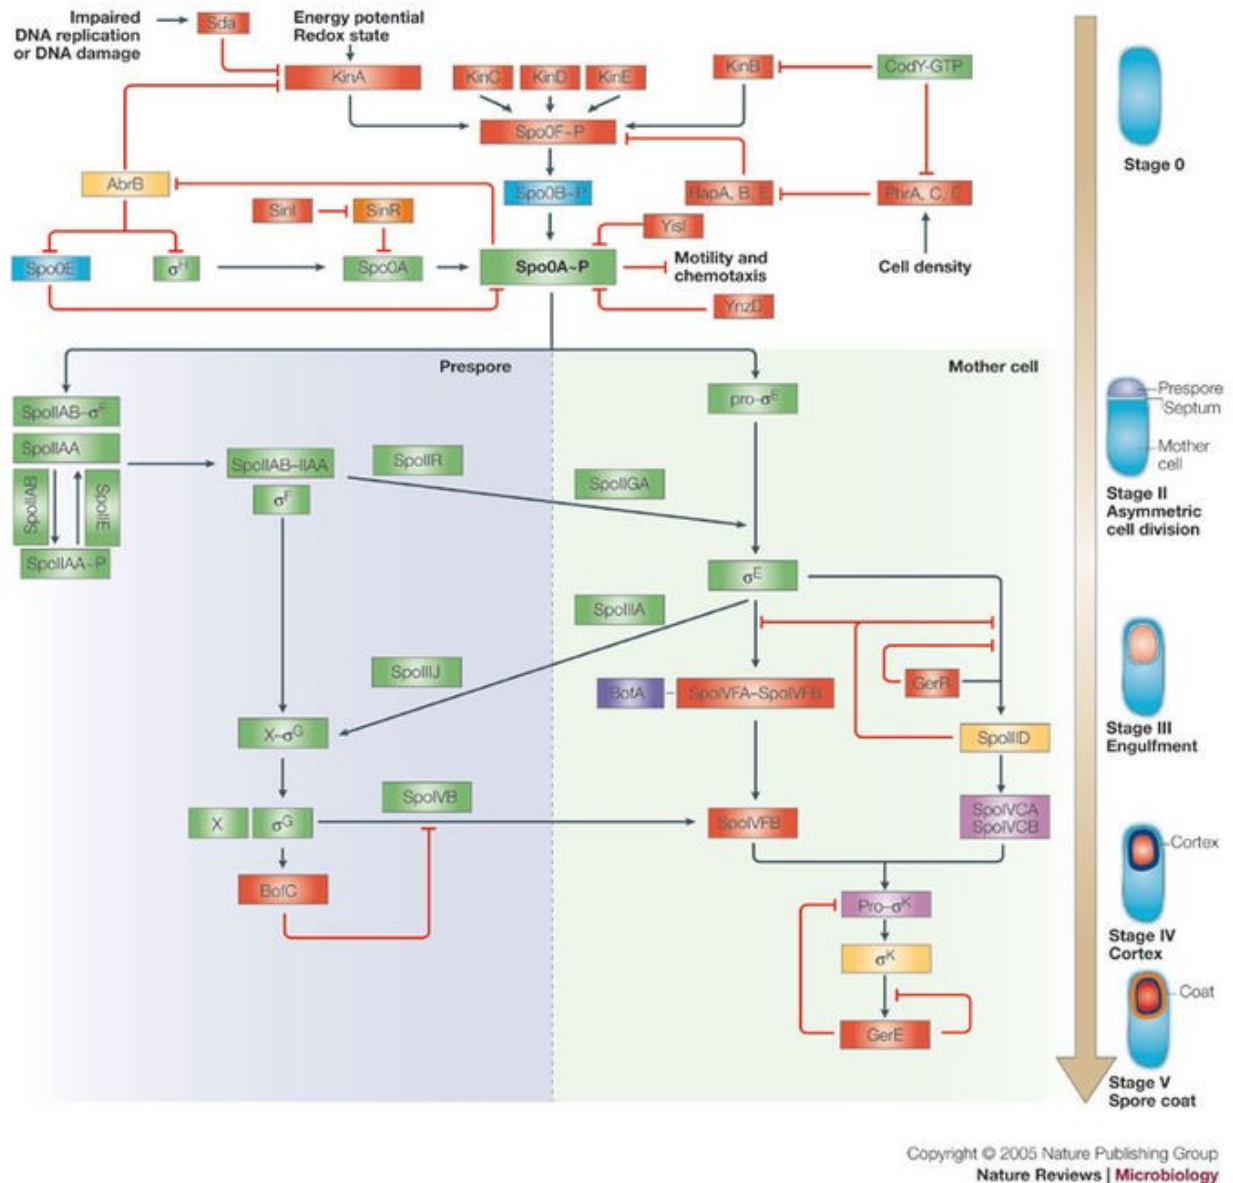 Impaired
DNA replication
or DNA damage
Sda
Energy potential
Redox state
KinA
KinC
KinD
KinE
KinB
CodY-GTP
Spo0F~P
Stage 0
AbrB
Spo0B~P
RapA, B, E
PhrA, C, E
SinI
SinR
YisI
Spo0E
σH
Spo0A
Spo0A~P
Motility and
chemotaxis
Cell density
YnzD
Prespore
Mother cell
SpoIIAB–σF
pro-σE
Prespore
Septum
SpoIIAA
SpoIIAB–IIAA
SpoIIR
Mother
cell
SpoIIAB
SpoIIE
σF
SpoIIGA
Stage II
Asymmetric
cell division
SpoIIAA~P
σE
SpoIIIA
SpoIIIJ
BofA
SpoIVFA–SpoIVFB
GerR
X–σG
SpoIIID
Stage III
Engulfment
SpoIVB
X
σG
SpoIVFB
SpoIVCA
SpoIVCB
Cortex
BofC
Pro–σK
Stage IV
Cortex
σK
Coat
GerE
Stage V
Spore coat
Copyright © 2005 Nature Publishing Group
Nature Reviews | Microbiology